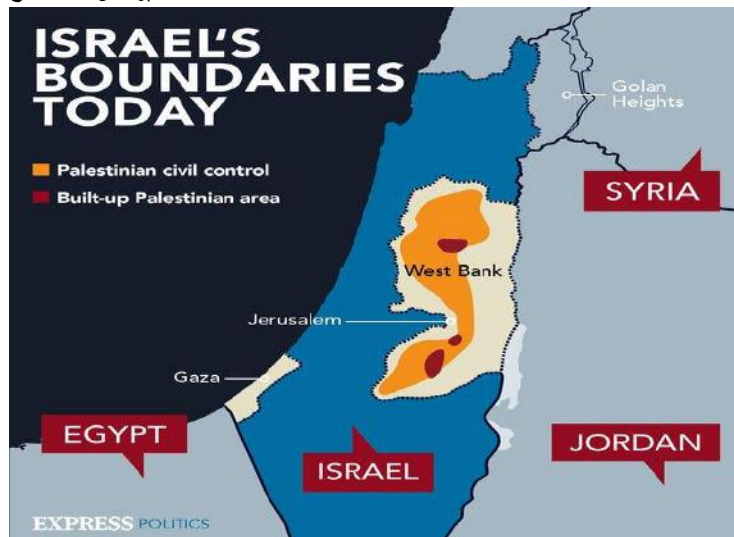 ISRAEL'S
BOUNDARIES
TODAY
Palestinian civil control
Built-up Palestinian area
Golan
Heights
SYRIA
West Bank
Jerusalem
Gaza
EGYPT
ISRAEL
JORDAN
EXPRESS POLITICS